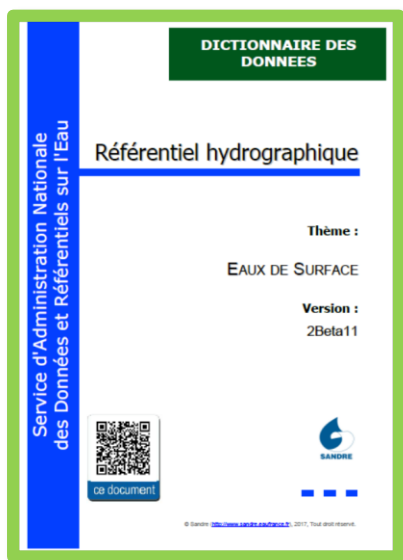 DICTIONNAIRE DES
DONNEES
Service d'Administration Nationale
des Données et Référentiels sur l'Eau
Référentiel hydrographique
Thème :
EAUX DE SURFACE
Version :
2Beta11
ce document
SANDRE
© Sandre (http://www.sandre.eaufrance.fr), 2017, Tout droit réservé.